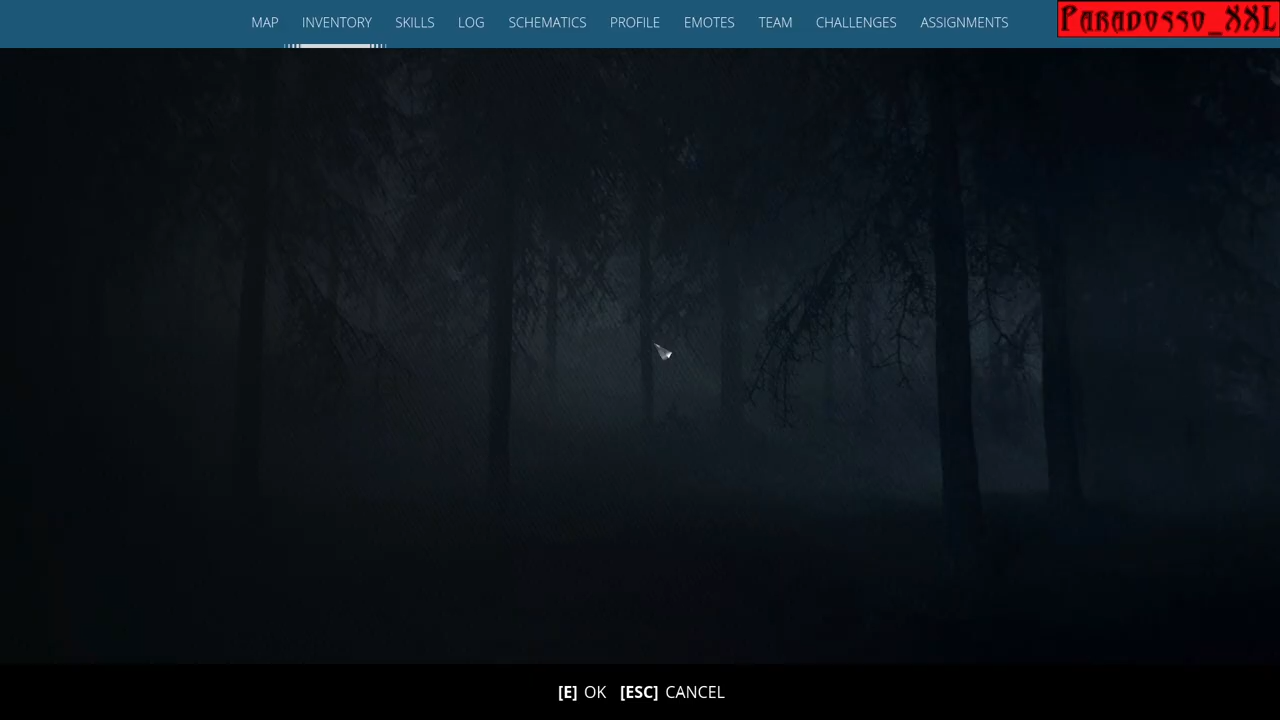 MAP INVENTORY SKILLS LOG SCHEMATICS PROFILE EMOTES TEAM CHALLENGES ASSIGNMENTS Paradosso_XXL
[E] OK [ESC] CANCEL